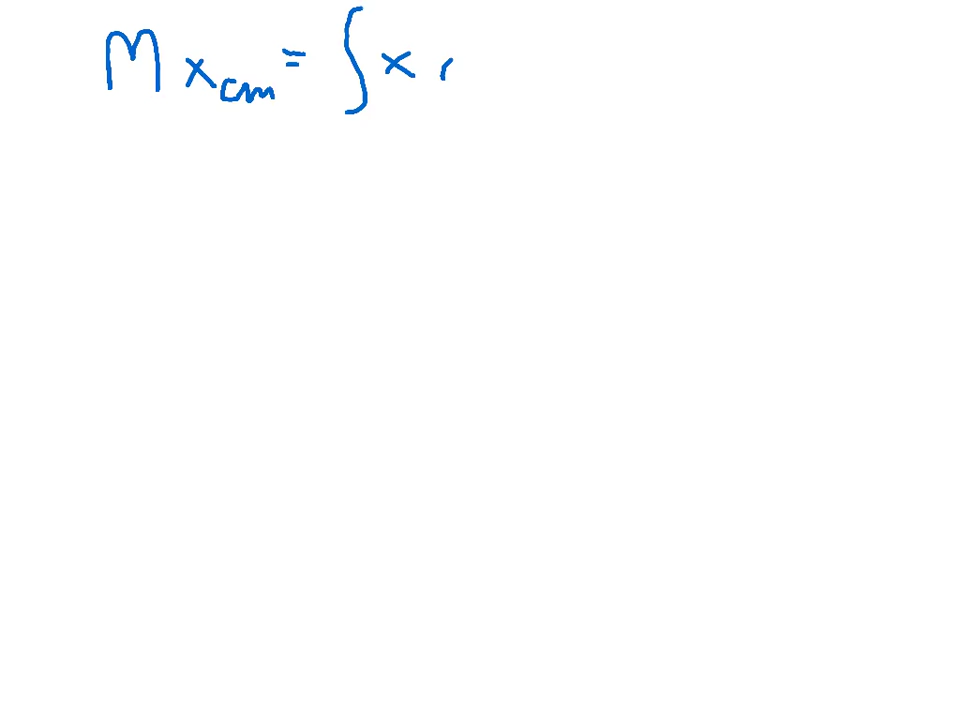 M x_cm = ∫ x